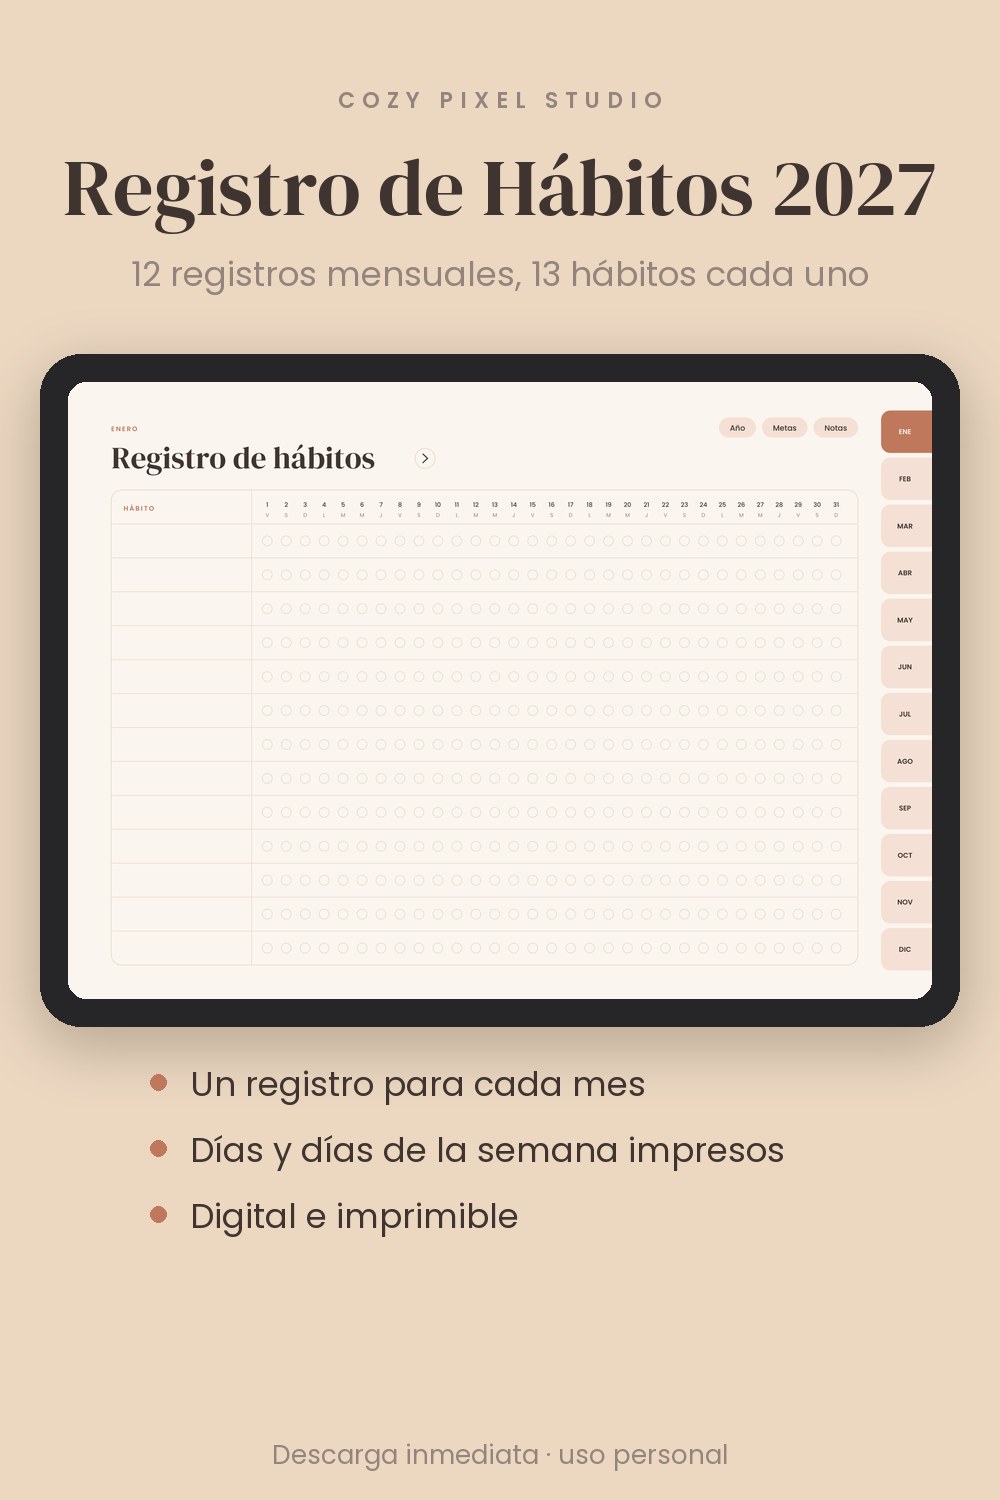 COZY PIXEL STUDIO
Registro de Hábitos 2027
12 registros mensuales, 13 hábitos cada uno
ENERO
Año Metas Notas
Registro de hábitos
HÁBITO
1 2 3 4 5 6 7 8 9 10 11 12 13 14 15 16 17 18 19 20 21 22 23 24 25 26 27 28 29 30 31
V S D L M M J V S D L M M J V S D L M M J V S D L M M J V S D
ENE
FEB
MAR
ABR
MAY
JUN
JUL
AGO
SEP
OCT
NOV
DIC
Un registro para cada mes
Días y días de la semana impresos
Digital e imprimible
Descarga inmediata · uso personal